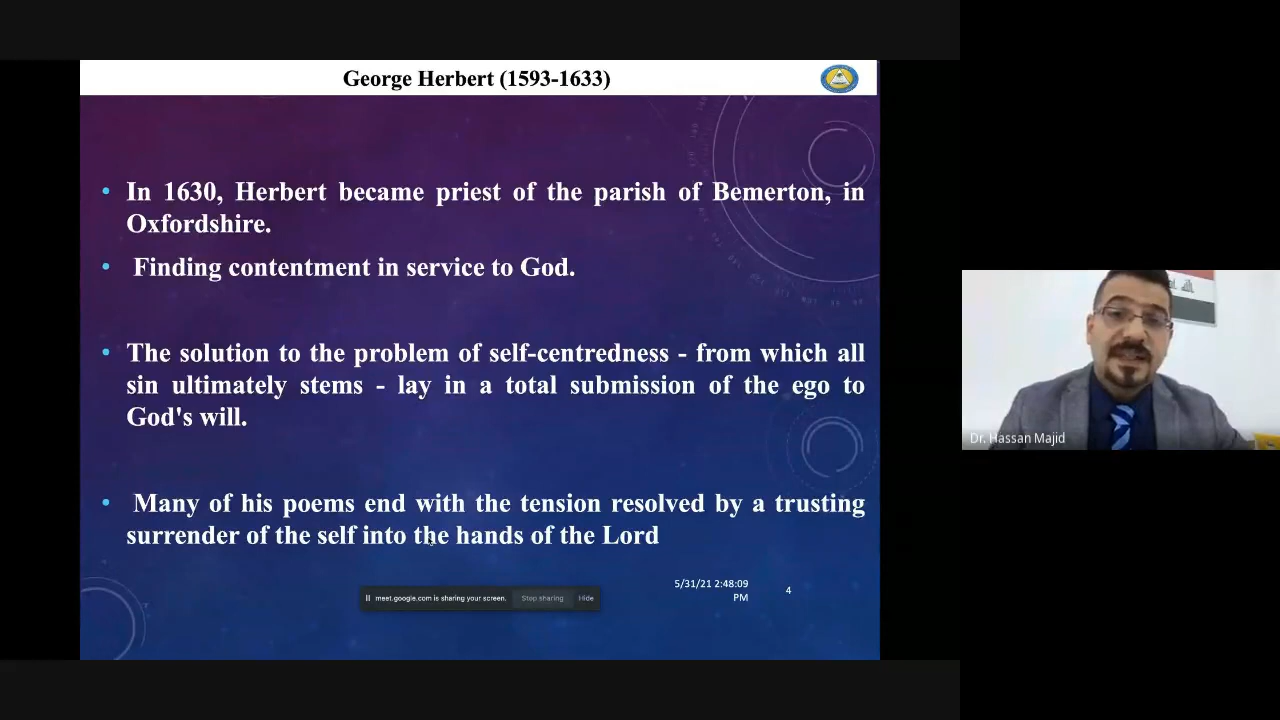 George Herbert (1593-1633)
• In 1630, Herbert became priest of the parish of Bemerton, in
Oxfordshire.
• Finding contentment in service to God.
• The solution to the problem of self-centredness - from which all
sin ultimately stems - lay in a total submission of the ego to
God's will.
• Many of his poems end with the tension resolved by a trusting
surrender of the self into the hands of the Lord
5/31/21 2:48:09
PM
4
meet.google.com is sharing your screen.
Stop sharing
Hide
Dr. Hassan Majid